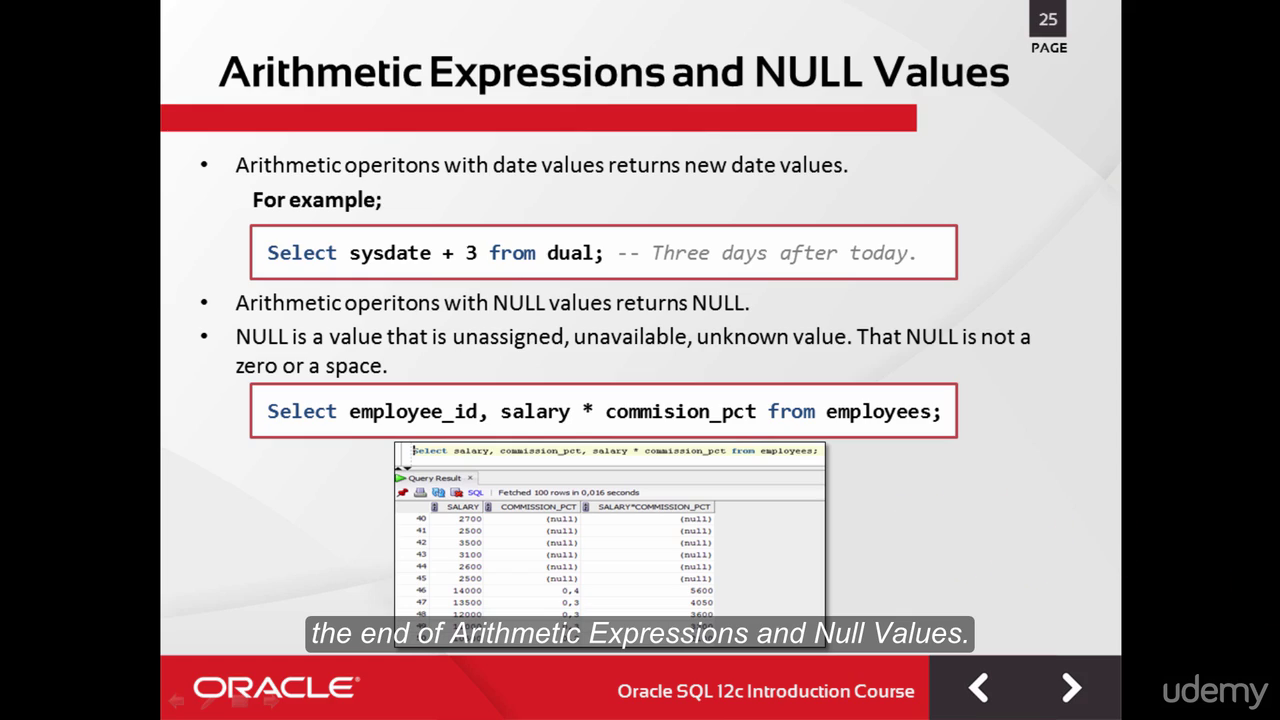 25
PAGE
Arithmetic Expressions and NULL Values
• Arithmetic operitons with date values returns new date values.
For example;
Select sysdate + 3 from dual; -- Three days after today.
• Arithmetic operitons with NULL values returns NULL.
• NULL is a value that is unassigned, unavailable, unknown value. That NULL is not a
zero or a space.
Select employee_id, salary * commision_pct from employees;
select salary, commission_pct, salary * commission_pct from employees;
Query Result ×
SQL | Fetched 100 rows in 0,016 seconds
SALARY COMMISSION_PCT SALARY*COMMISSION_PCT
40 2700 (null) (null)
41 2500 (null) (null)
42 3500 (null) (null)
43 3100 (null) (null)
44 2600 (null) (null)
45 2500 (null) (null)
46 14000 0,4 5600
47 13500 0,3 4050
48 12000 0,3 3600
the end of Arithmetic Expressions and Null Values.
ORACLE®
Oracle SQL 12c Introduction Course
udemy